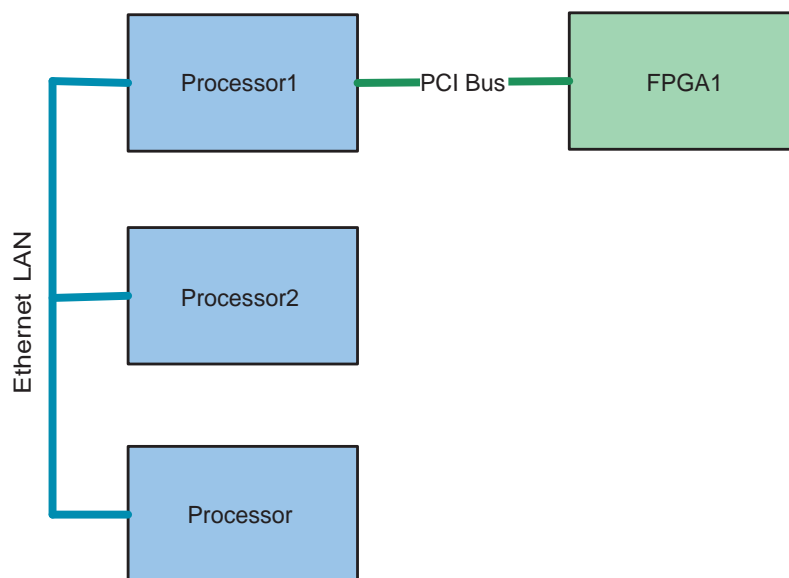 Processor1
PCI Bus
FPGA1
Ethernet LAN
Processor2
Processor